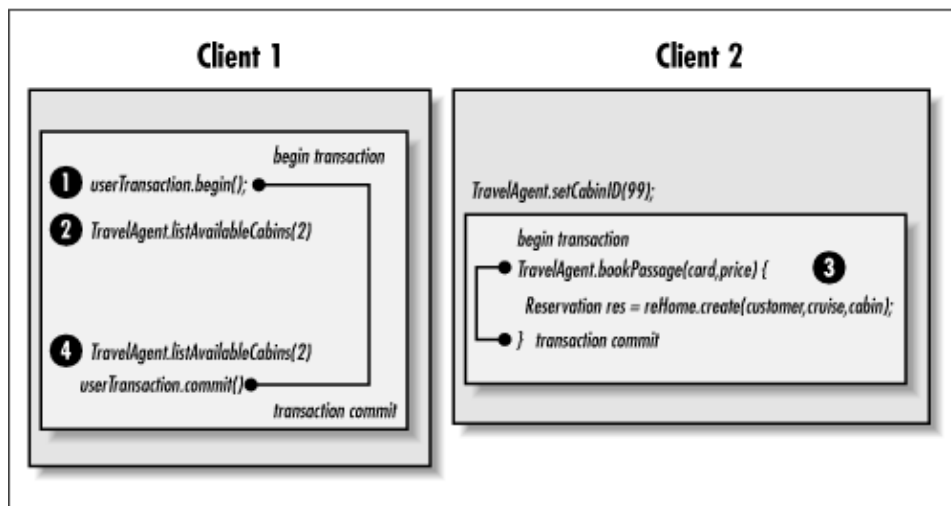 Client 1
begin transaction
1 userTransaction.begin();
2 TravelAgent.listAvailableCabins(2)
4 TravelAgent.listAvailableCabins(2)
userTransaction.commit()
transaction commit
Client 2
TravelAgent.setCabinID(99);
begin transaction
TravelAgent.bookPassage(card,price) { 3
Reservation res = reHome.create(customer,cruise,cabin);
} transaction commit